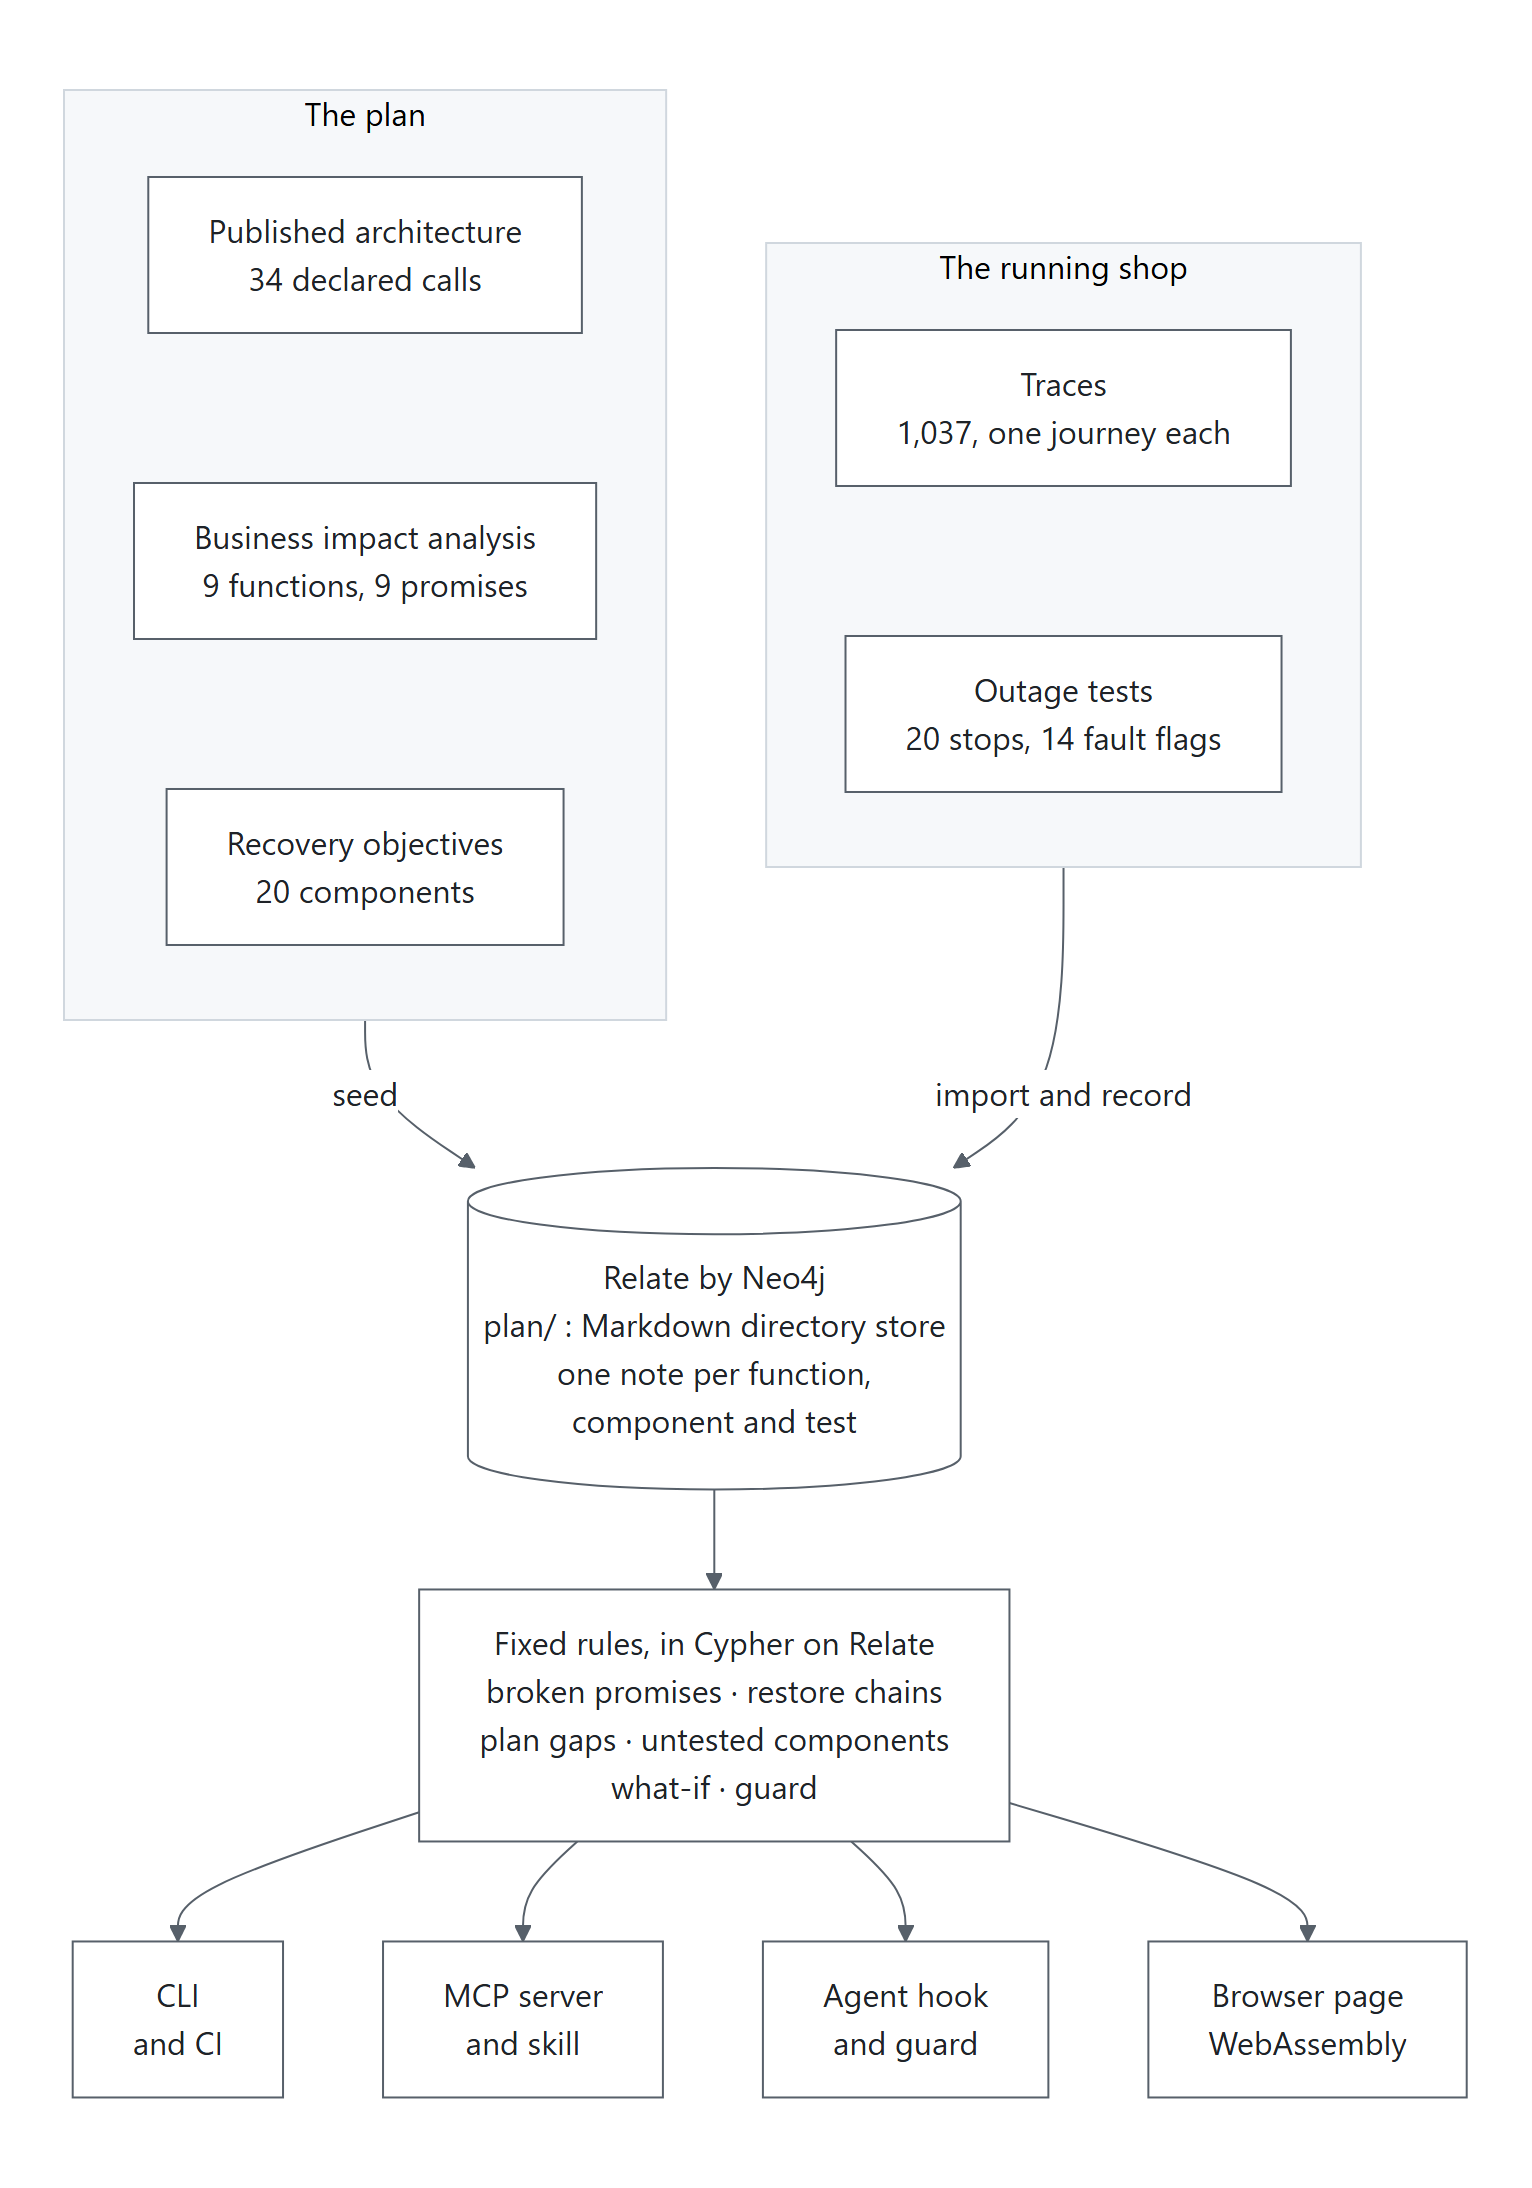 The plan
Published architecture
34 declared calls
Business impact analysis
9 functions, 9 promises
Recovery objectives
20 components
The running shop
Traces
1,037, one journey each
Outage tests
20 stops, 14 fault flags
seed
import and record
Relate by Neo4j
plan/ : Markdown directory store
one note per function,
component and test
Fixed rules, in Cypher on Relate
broken promises · restore chains
plan gaps · untested components
what-if · guard
CLI
and CI
MCP server
and skill
Agent hook
and guard
Browser page
WebAssembly